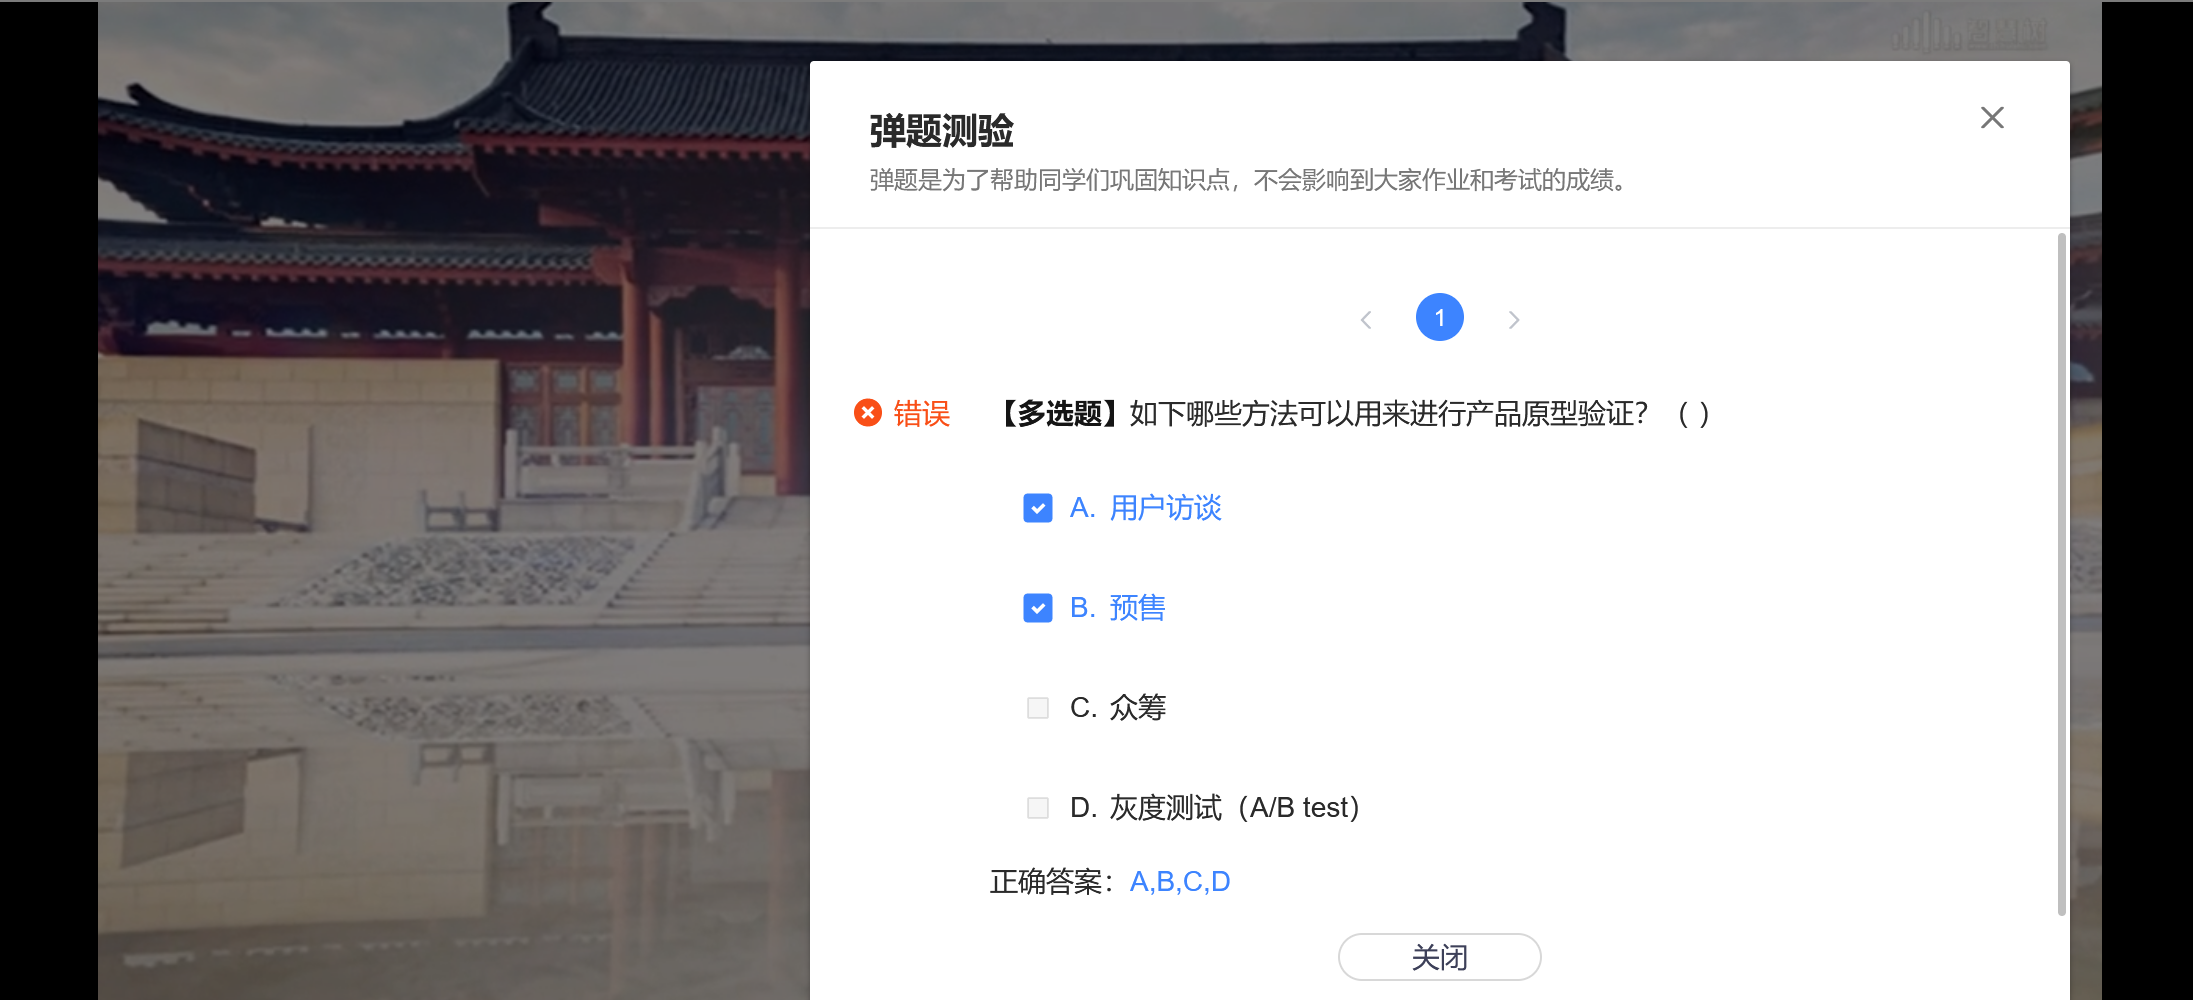 智慧树
弹题测验
弹题是为了帮助同学们巩固知识点，不会影响到大家作业和考试的成绩。
1
错误 【多选题】如下哪些方法可以用来进行产品原型验证？（ ）
A. 用户访谈
B. 预售
C. 众筹
D. 灰度测试（A/B test）
正确答案：A,B,C,D
关闭